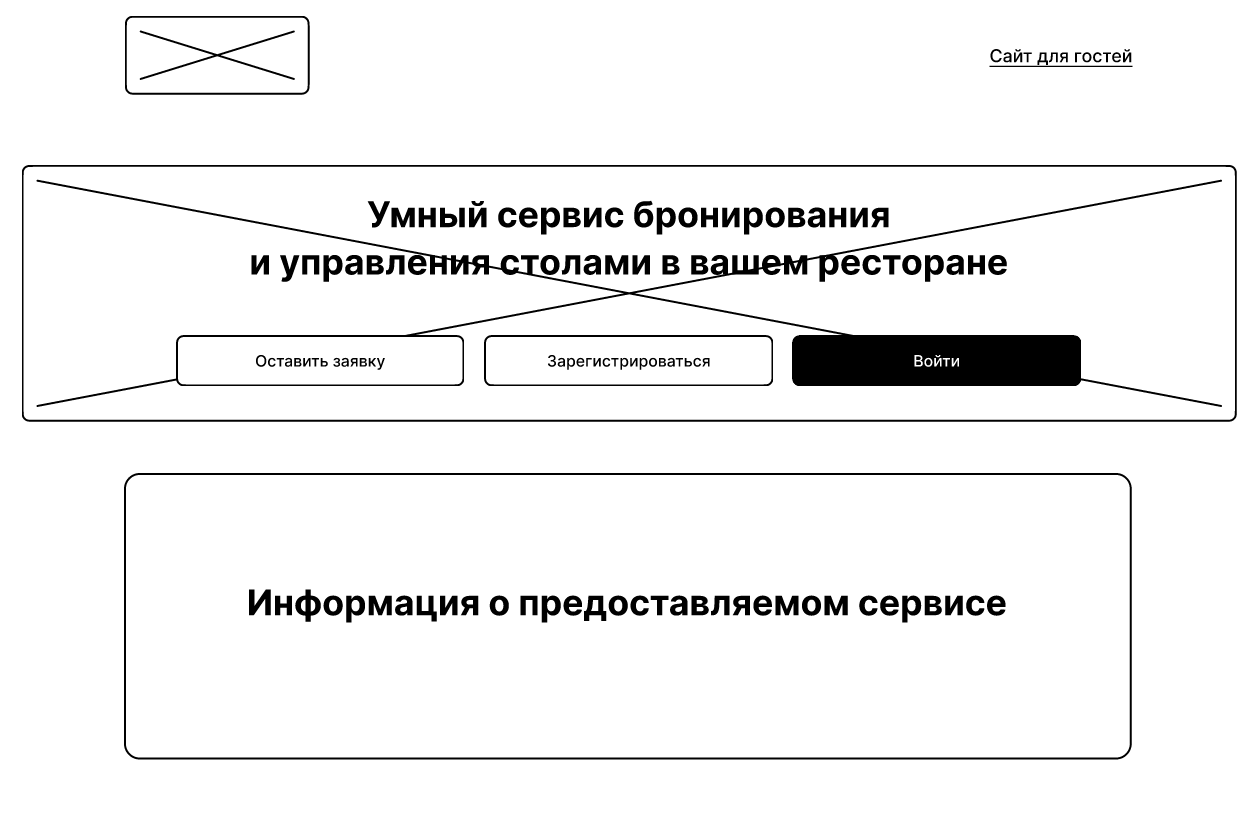 Сайт для гостей
Умный сервис бронирования
и управления столами в вашем ресторане
Оставить заявку
Зарегистрироваться
Войти
Информация о предоставляемом сервисе